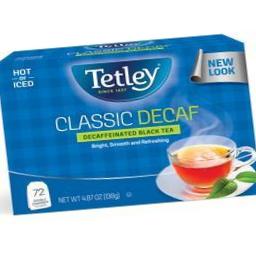 HOT
OR
ICED
Tetley
SINCE 1837
NEW
LOOK
CLASSIC DECAF
DECAFFEINATED BLACK TEA
Bright, Smooth and Refreshing
72
NET WT 4.87 OZ (138g)